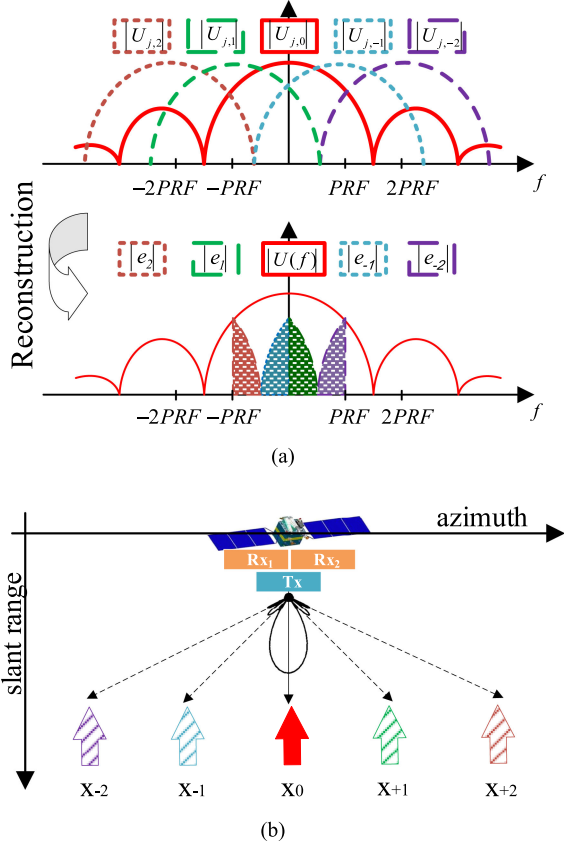 |U_{j,2}| |U_{j,1}| |U_{j,0}| |U_{j,-1}| |U_{j,-2}|
−2PRF −PRF PRF 2PRF f
Reconstruction
|e_2| |e_1| |U(f)| |e_{-1}| |e_{-2}|
−2PRF −PRF PRF 2PRF f
(a)
azimuth
Rx₁ Rx₂
Tx
slant range
X-2 X-1 X0 X+1 X+2
(b)